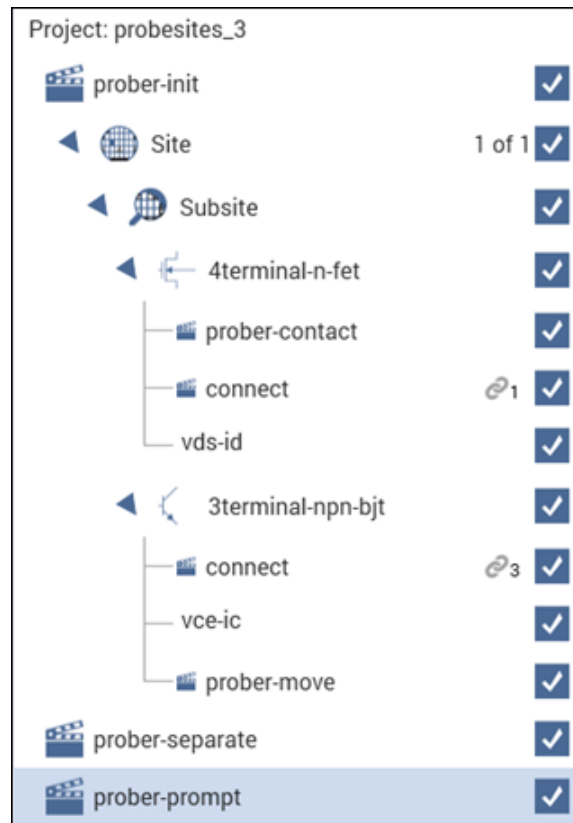 Project: probesites_3
prober-init
Site 1 of 1
Subsite
4terminal-n-fet
prober-contact
connect 1
vds-id
3terminal-npn-bjt
connect 3
vce-ic
prober-move
prober-separate
prober-prompt